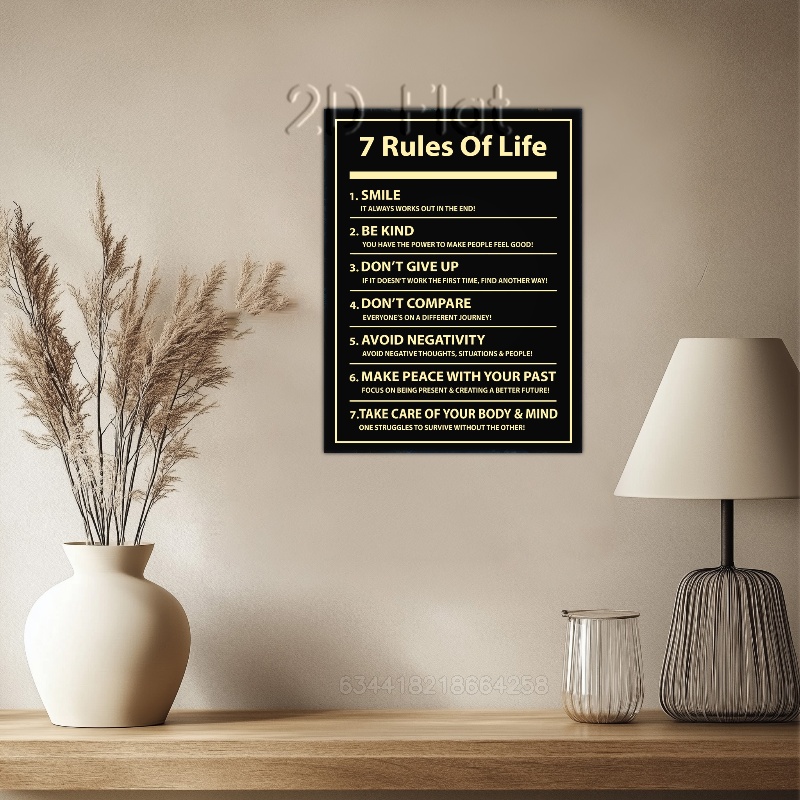 2D Flat
7 Rules Of Life
1. SMILE
IT ALWAYS WORKS OUT IN THE END!
2. BE KIND
YOU HAVE THE POWER TO MAKE PEOPLE FEEL GOOD!
3. DON'T GIVE UP
IF IT DOESN'T WORK THE FIRST TIME, FIND ANOTHER WAY!
4. DON'T COMPARE
EVERYONE'S ON A DIFFERENT JOURNEY!
5. AVOID NEGATIVITY
AVOID NEGATIVE THOUGHTS, SITUATIONS & PEOPLE!
6. MAKE PEACE WITH YOUR PAST
FOCUS ON BEING PRESENT & CREATING A BETTER FUTURE!
7.TAKE CARE OF YOUR BODY & MIND
ONE STRUGGLES TO SURVIVE WITHOUT THE OTHER!
634418218664258